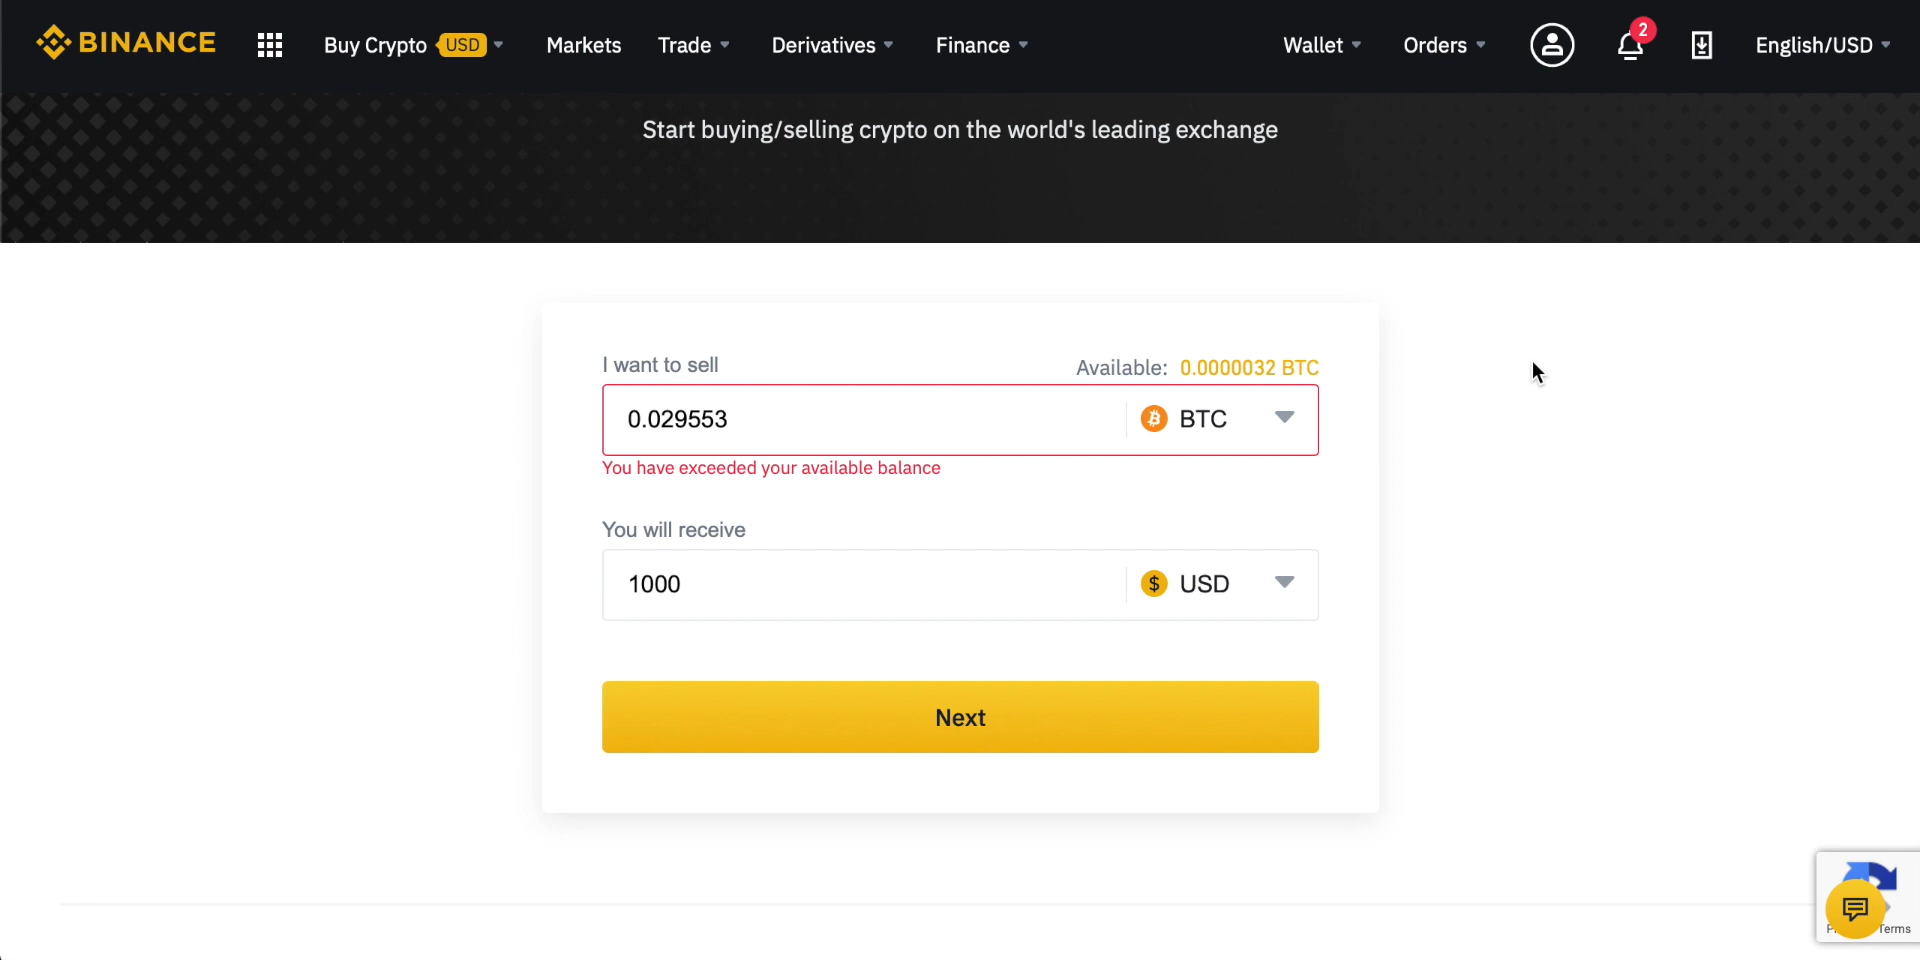 BINANCE
Buy Crypto USD
Markets
Trade
Derivatives
Finance
Wallet
Orders
2
English/USD
Start buying/selling crypto on the world's leading exchange
I want to sell
Available: 0.0000032 BTC
0.029553
BTC
You have exceeded your available balance
You will receive
1000
$ USD
Next
Terms